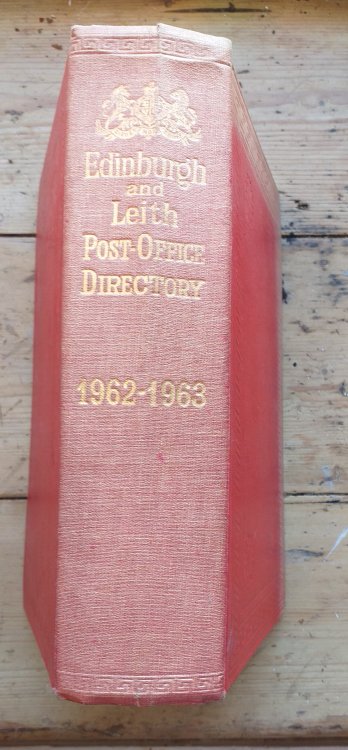 Edinburgh
and
Leith
POST-OFFICE
DIRECTORY
1962-1963